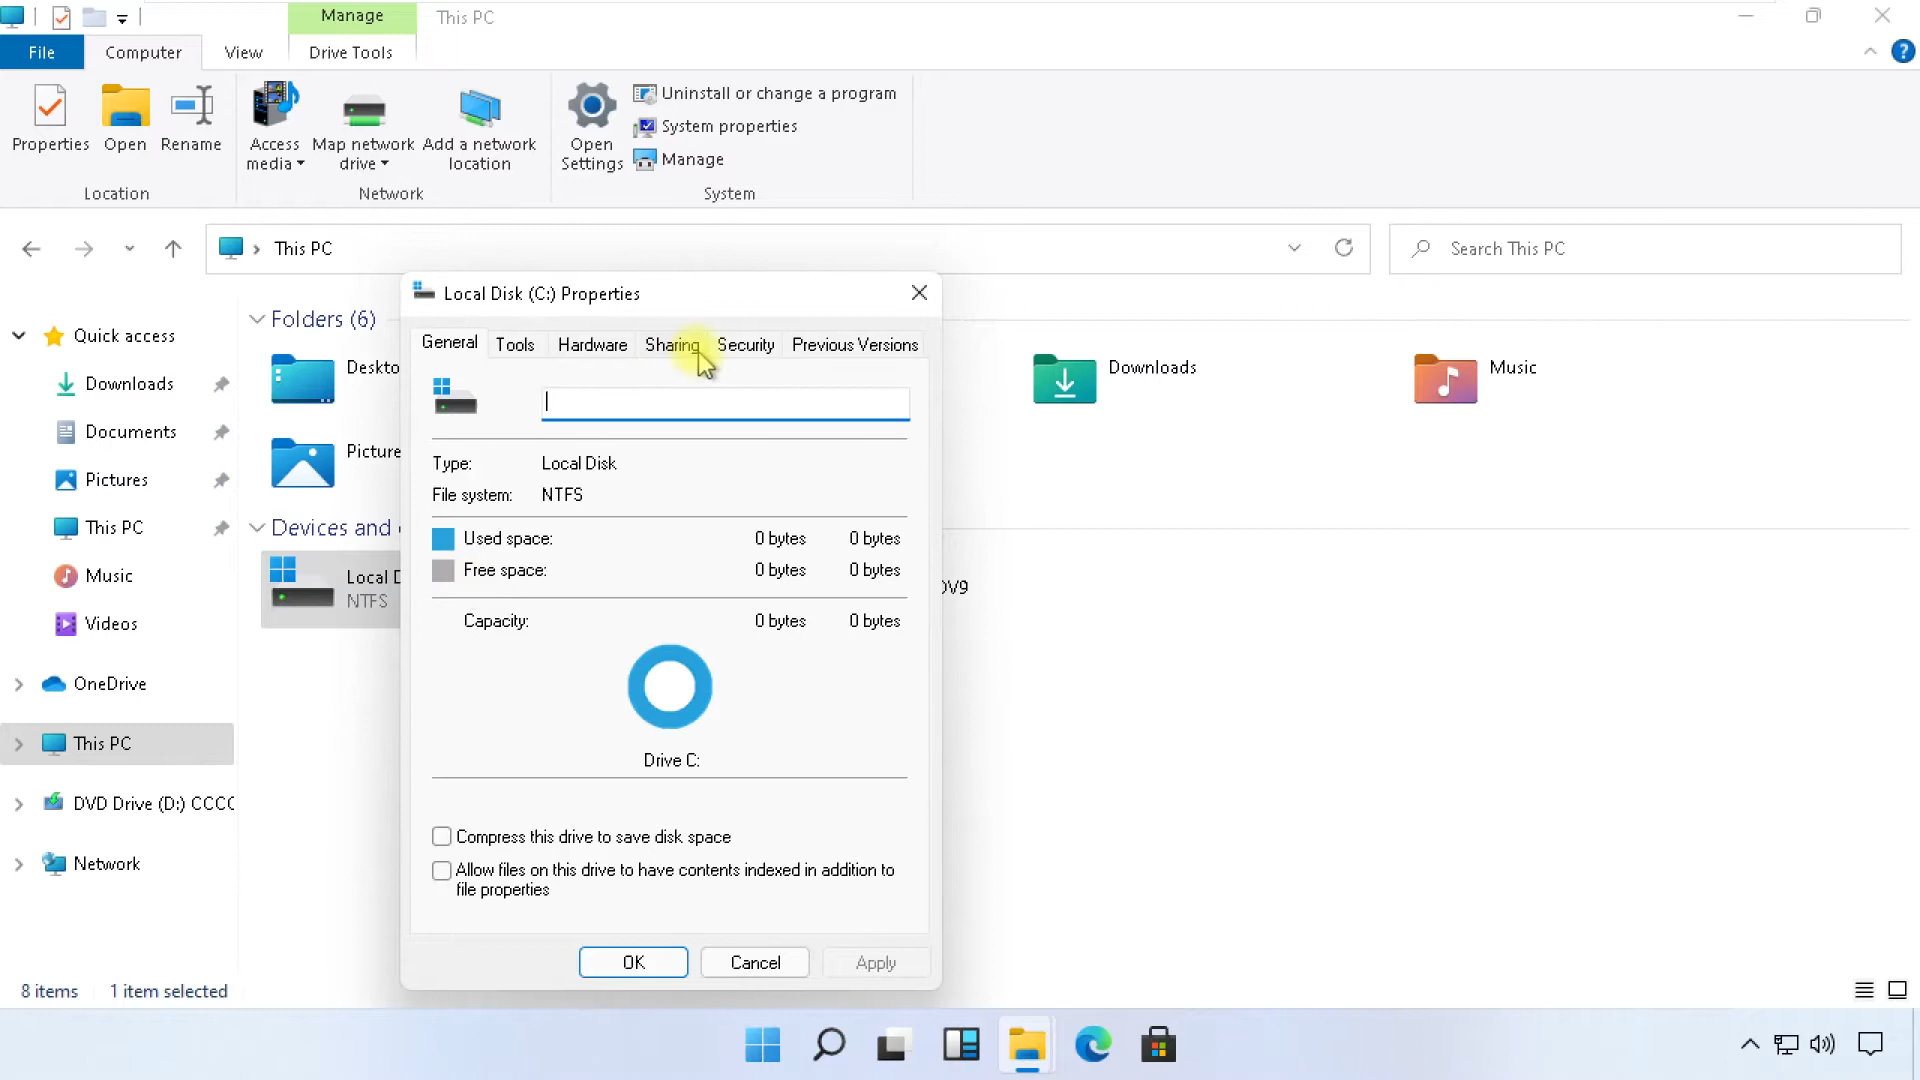 Manage
This PC
File
Computer
View
Drive Tools
Properties
Open
Rename
Access media
Map network drive
Add a network location
Open Settings
Uninstall or change a program
System properties
Manage
Location
Network
System
This PC
Search This PC
Quick access
Downloads
Documents
Pictures
This PC
Music
Videos
OneDrive
This PC
DVD Drive (D:) CCCC
Network
Folders (6)
Deskto
Downloads
Music
Picture
Devices and
Local D
NTFS
DV9
Local Disk (C:) Properties
General
Tools
Hardware
Sharing
Security
Previous Versions
Type: Local Disk
File system: NTFS
Used space: 0 bytes 0 bytes
Free space: 0 bytes 0 bytes
Capacity: 0 bytes 0 bytes
Drive C:
Compress this drive to save disk space
Allow files on this drive to have contents indexed in addition to
file properties
OK
Cancel
Apply
8 items
1 item selected